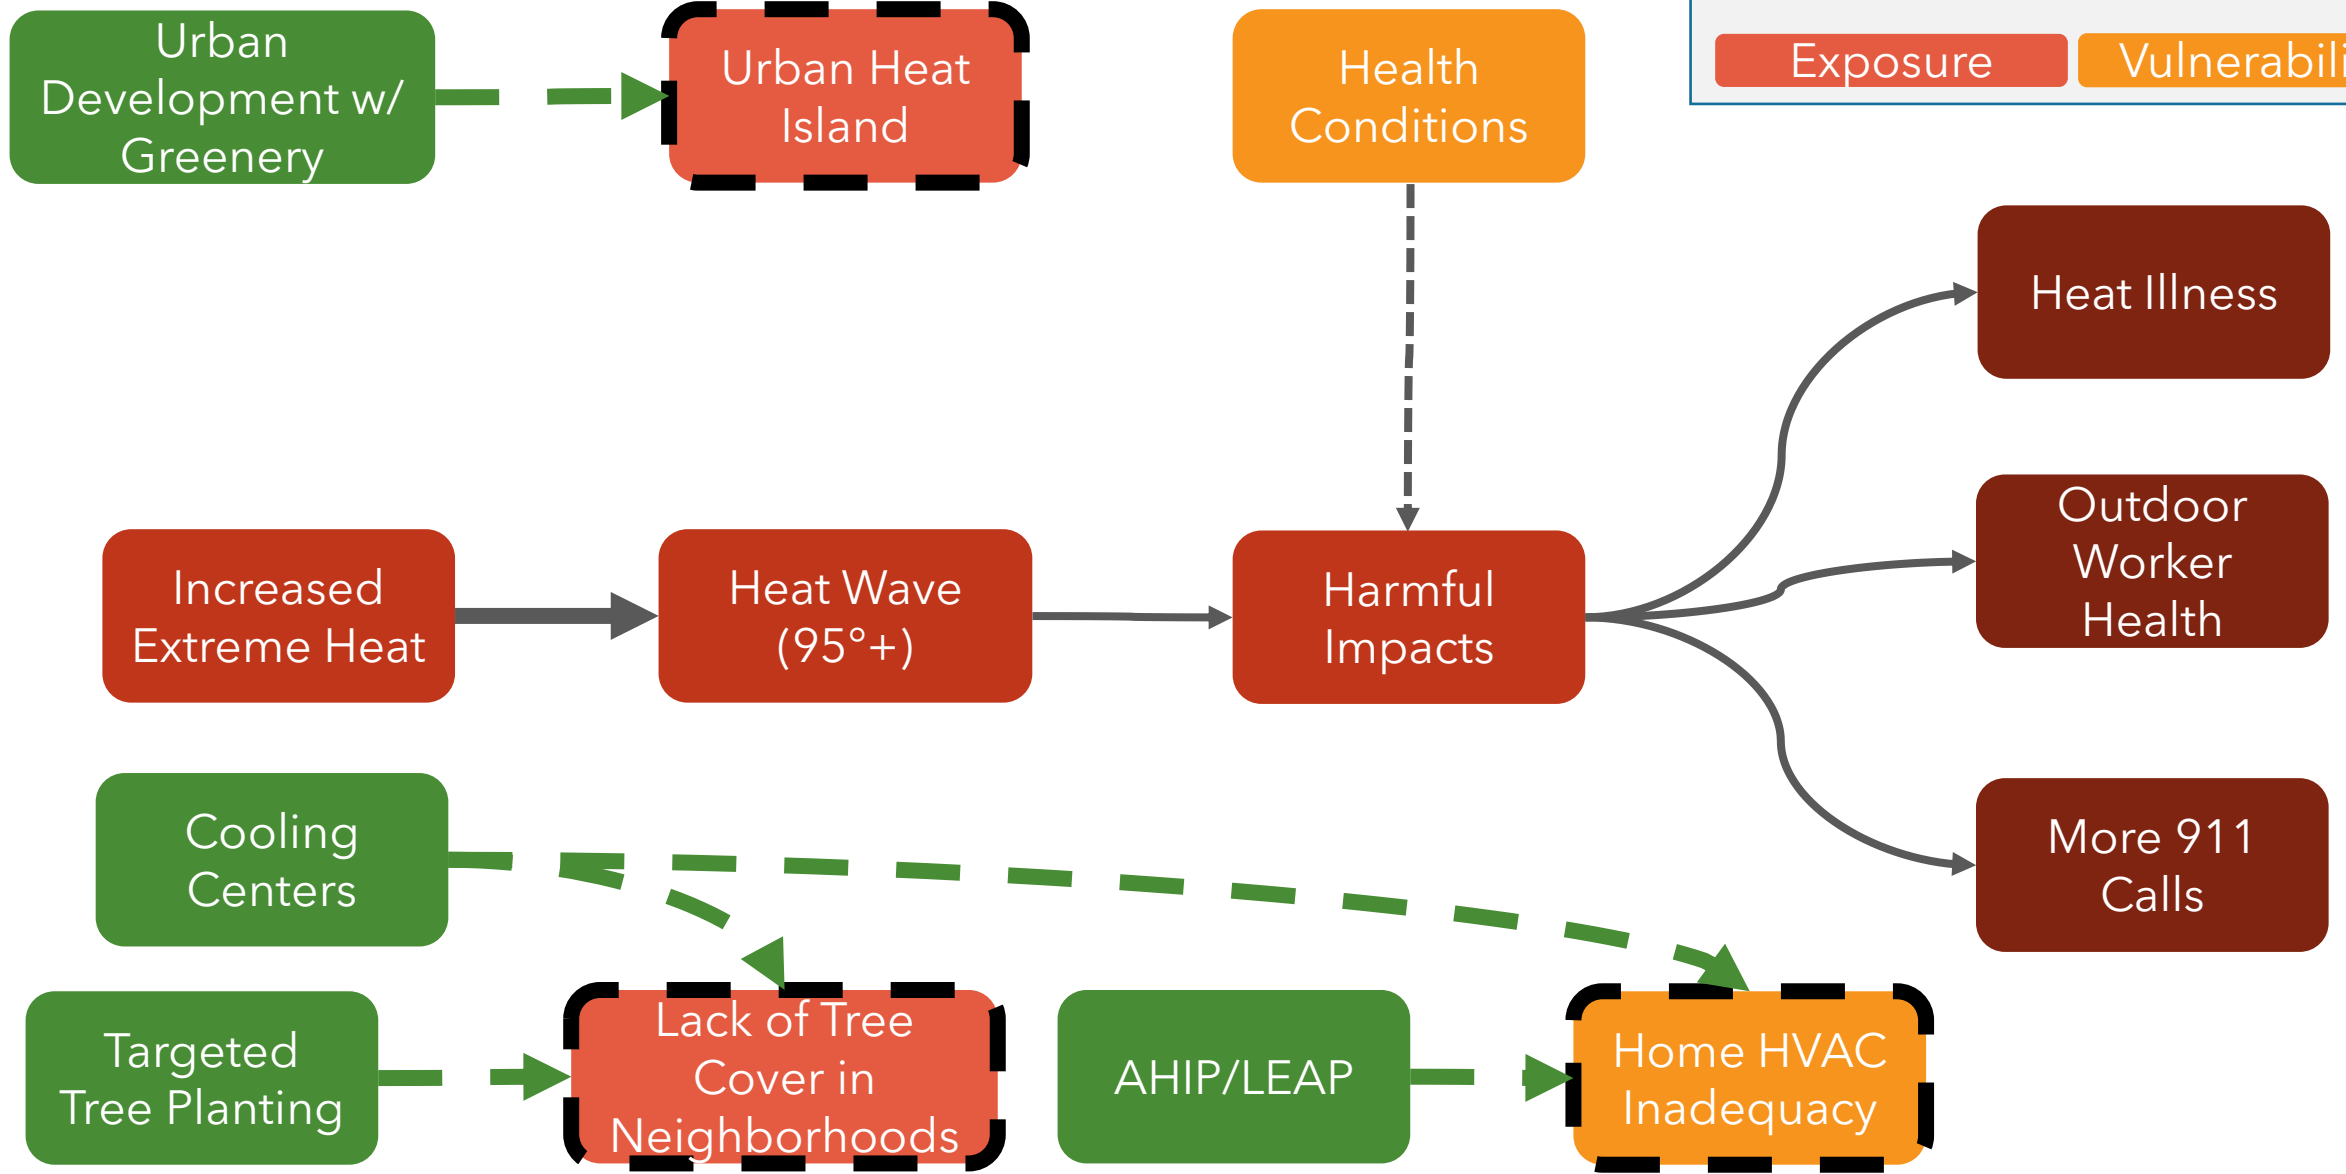 Urban
Development w/
Greenery
Urban Heat
Island
Health
Conditions
Exposure
Heat Illness
Increased
Extreme Heat
Heat Wave
(95°+)
Harmful
Impacts
Outdoor
Worker
Health
Cooling
Centers
More 911
Calls
Targeted
Tree Planting
Lack of Tree
Cover in
Neighborhoods
AHIP/LEAP
Home HVAC
Inadequacy